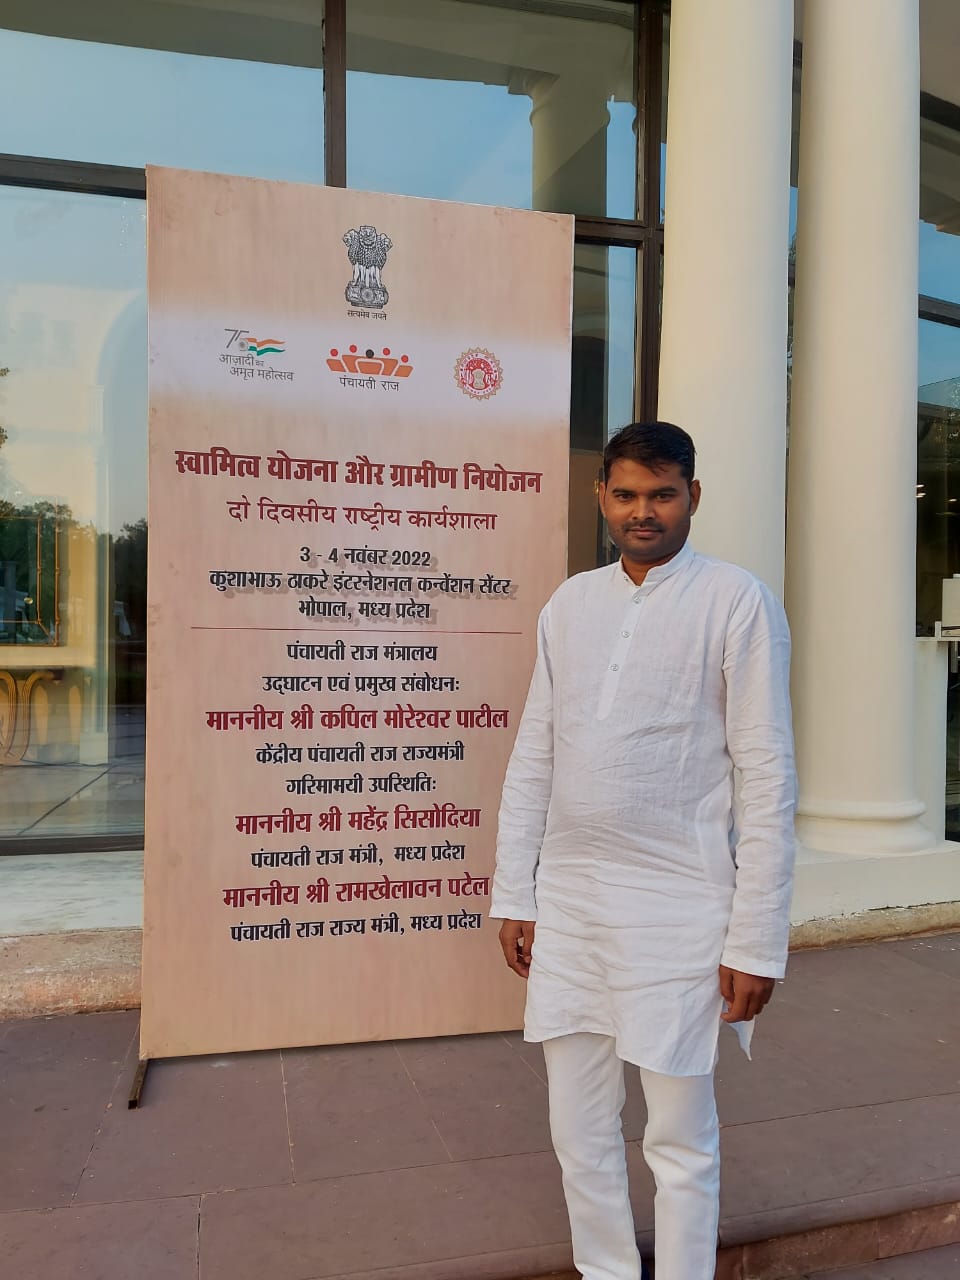 सत्यमेव जयते
75
आज़ादी का
अमृत महोत्सव
पंचायती राज
स्वामित्व योजना और ग्रामीण नियोजन
दो दिवसीय राष्ट्रीय कार्यशाला
3 - 4 नवंबर 2022
कुशाभाऊ ठाकरे इंटरनेशनल कन्वेंशन सेंटर
भोपाल, मध्य प्रदेश
पंचायती राज मंत्रालय
उद्घाटन एवं प्रमुख संबोधनः
माननीय श्री कपिल मोरेश्वर पाटील
केंद्रीय पंचायती राज राज्यमंत्री
गरिमामयी उपस्थितिः
माननीय श्री महेंद्र सिसोदिया
पंचायती राज मंत्री, मध्य प्रदेश
माननीय श्री रामखेलावन पटेल
पंचायती राज राज्य मंत्री, मध्य प्रदेश